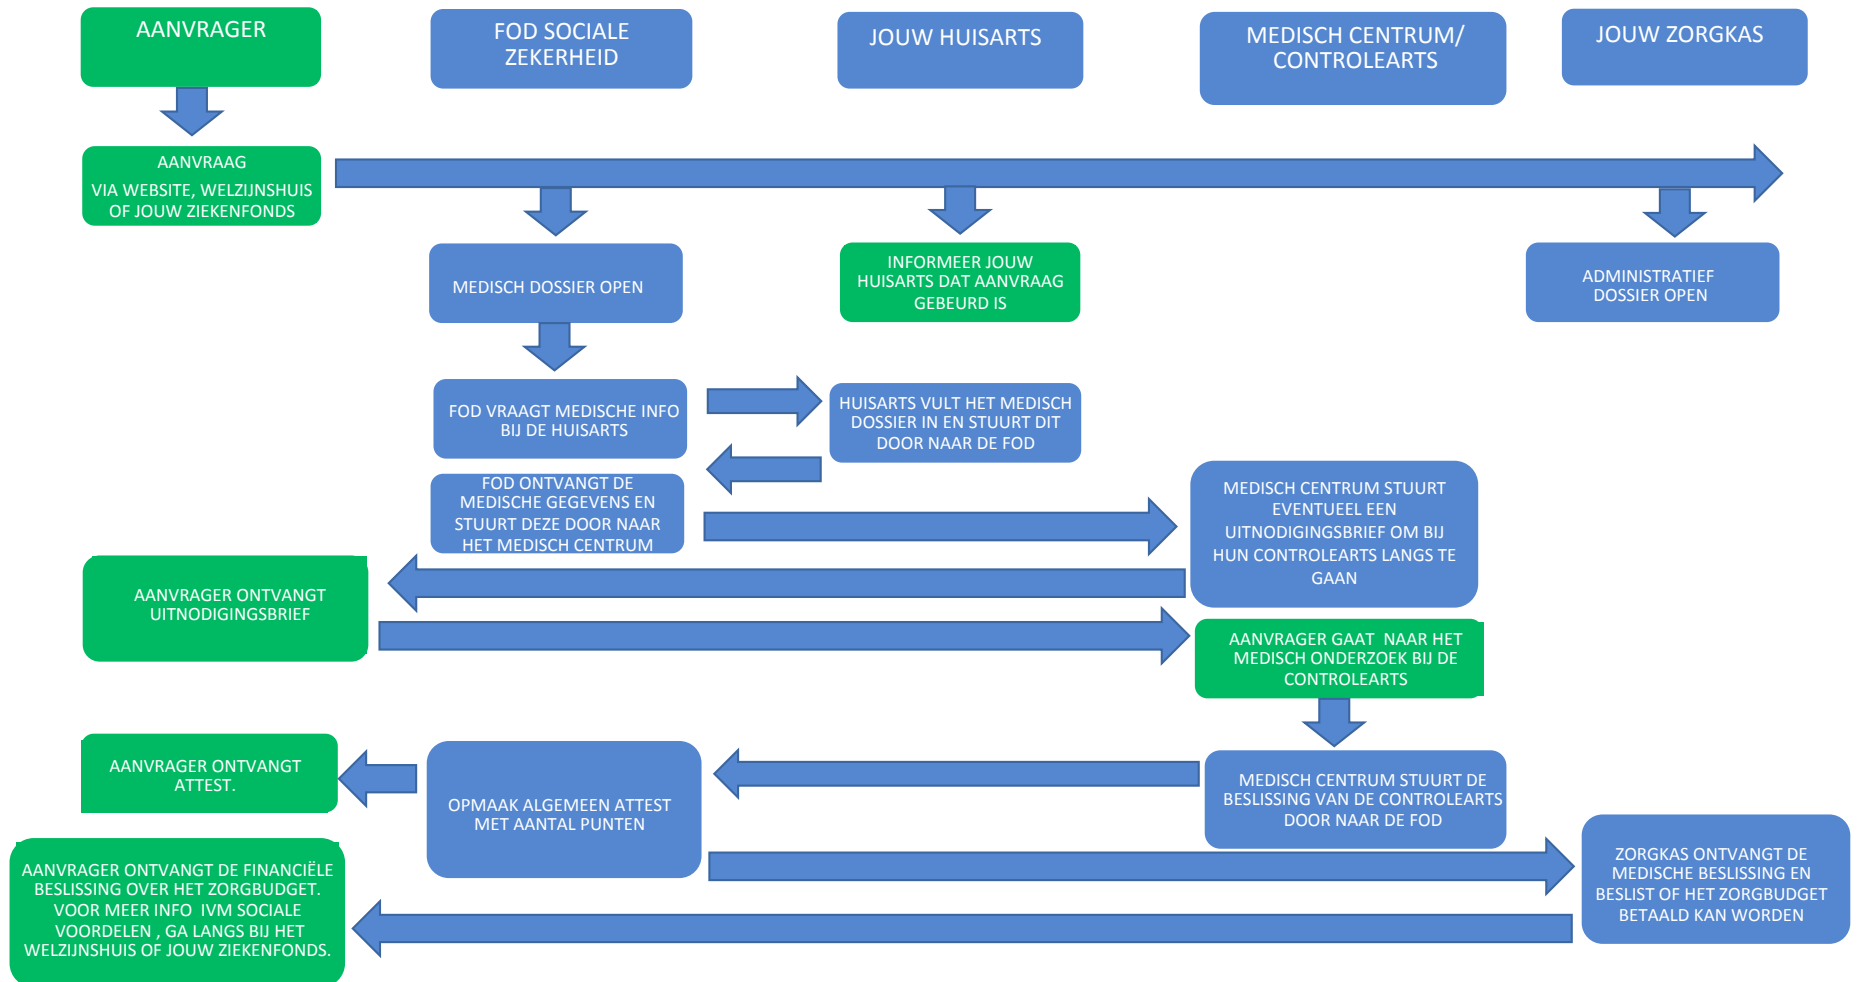 AANVRAGER
FOD SOCIALE
ZEKERHEID
JOUW HUISARTS
MEDISCH CENTRUM/
CONTROLEARTS
JOUW ZORGKAS
AANVRAAG
VIA WEBSITE, WELZIJNSHUIS
OF JOUW ZIEKENFONDS
MEDISCH DOSSIER OPEN
INFORMEER JOUW
HUISARTS DAT AANVRAAG
GEBEURD IS
ADMINISTRATIEF
DOSSIER OPEN
FOD VRAAGT MEDISCHE INFO
BIJ DE HUISARTS
HUISARTS VULT HET MEDISCH
DOSSIER IN EN STUURT DIT
DOOR NAAR DE FOD
FOD ONTVANGT DE
MEDISCHE GEGEVENS EN
STUURT DEZE DOOR NAAR
HET MEDISCH CENTRUM
MEDISCH CENTRUM STUURT
EVENTUEEL EEN
UITNODIGINGSBRIEF OM BIJ
HUN CONTROLEARTS LANGS TE
GAAN
AANVRAGER ONTVANGT
UITNODIGINGSBRIEF
AANVRAGER GAAT  NAAR HET
MEDISCH ONDERZOEK BIJ DE
CONTROLEARTS
AANVRAGER ONTVANGT
ATTEST.
OPMAAK ALGEMEEN ATTEST
MET AANTAL PUNTEN
MEDISCH CENTRUM STUURT DE
BESLISSING VAN DE CONTROLEARTS
DOOR NAAR DE FOD
AANVRAGER ONTVANGT DE FINANCIËLE
BESLISSING OVER HET ZORGBUDGET.
VOOR MEER INFO  IVM SOCIALE
VOORDELEN , GA LANGS BIJ HET
WELZIJNSHUIS OF JOUW ZIEKENFONDS.
ZORGKAS ONTVANGT DE
MEDISCHE BESLISSING EN
BESLIST OF HET ZORGBUDGET
BETAALD KAN WORDEN